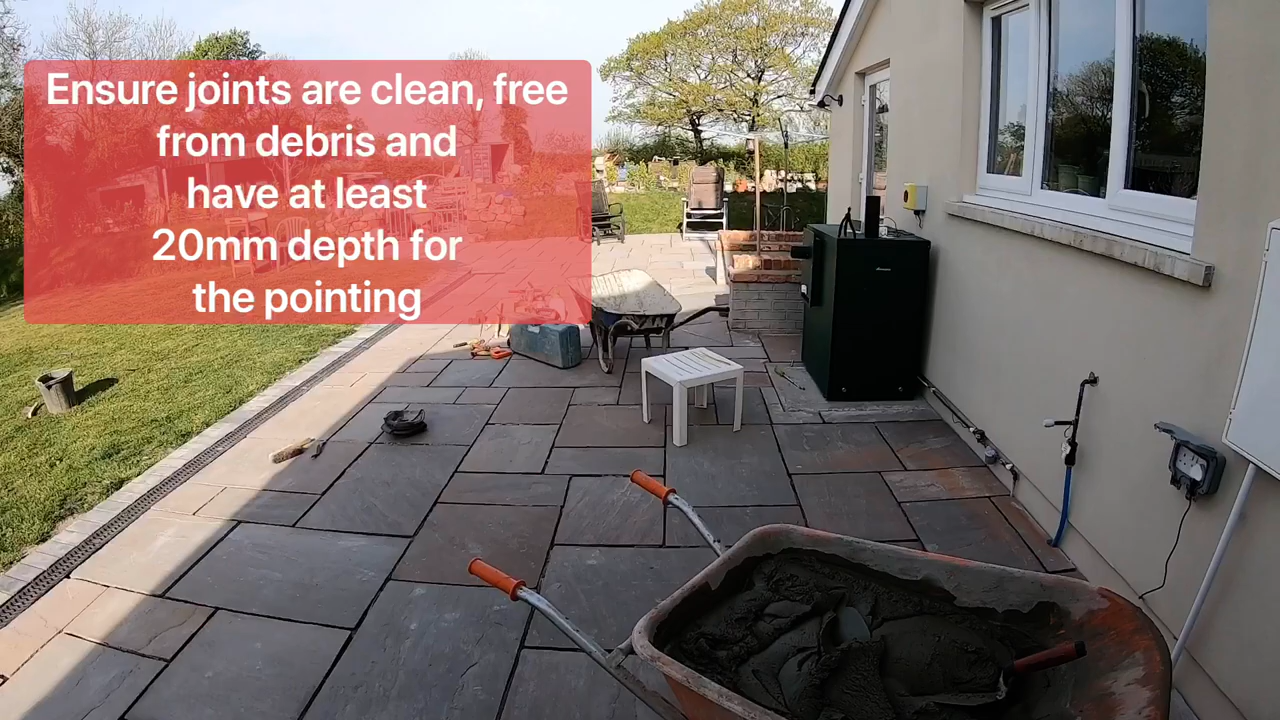 Ensure joints are clean, free
from debris and
have at least
20mm depth for
the pointing